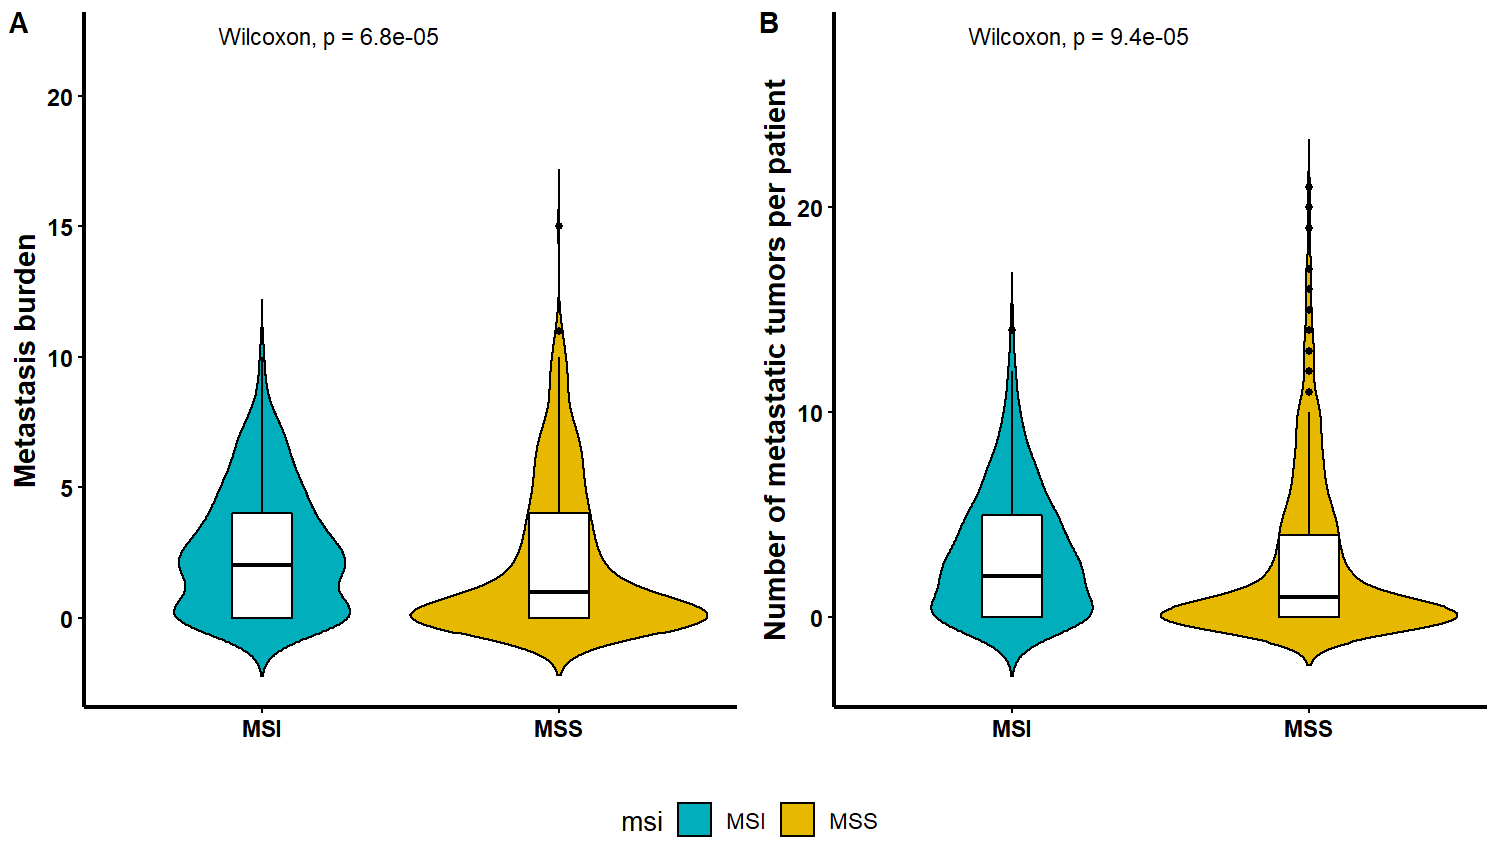 A
Wilcoxon, p = 6.8e-05
Metastasis burden
20
15
10
5
0
MSI
MSS
B
Wilcoxon, p = 9.4e-05
Number of metastatic tumors per patient
20
10
0
MSI
MSS
msi MSI MSS